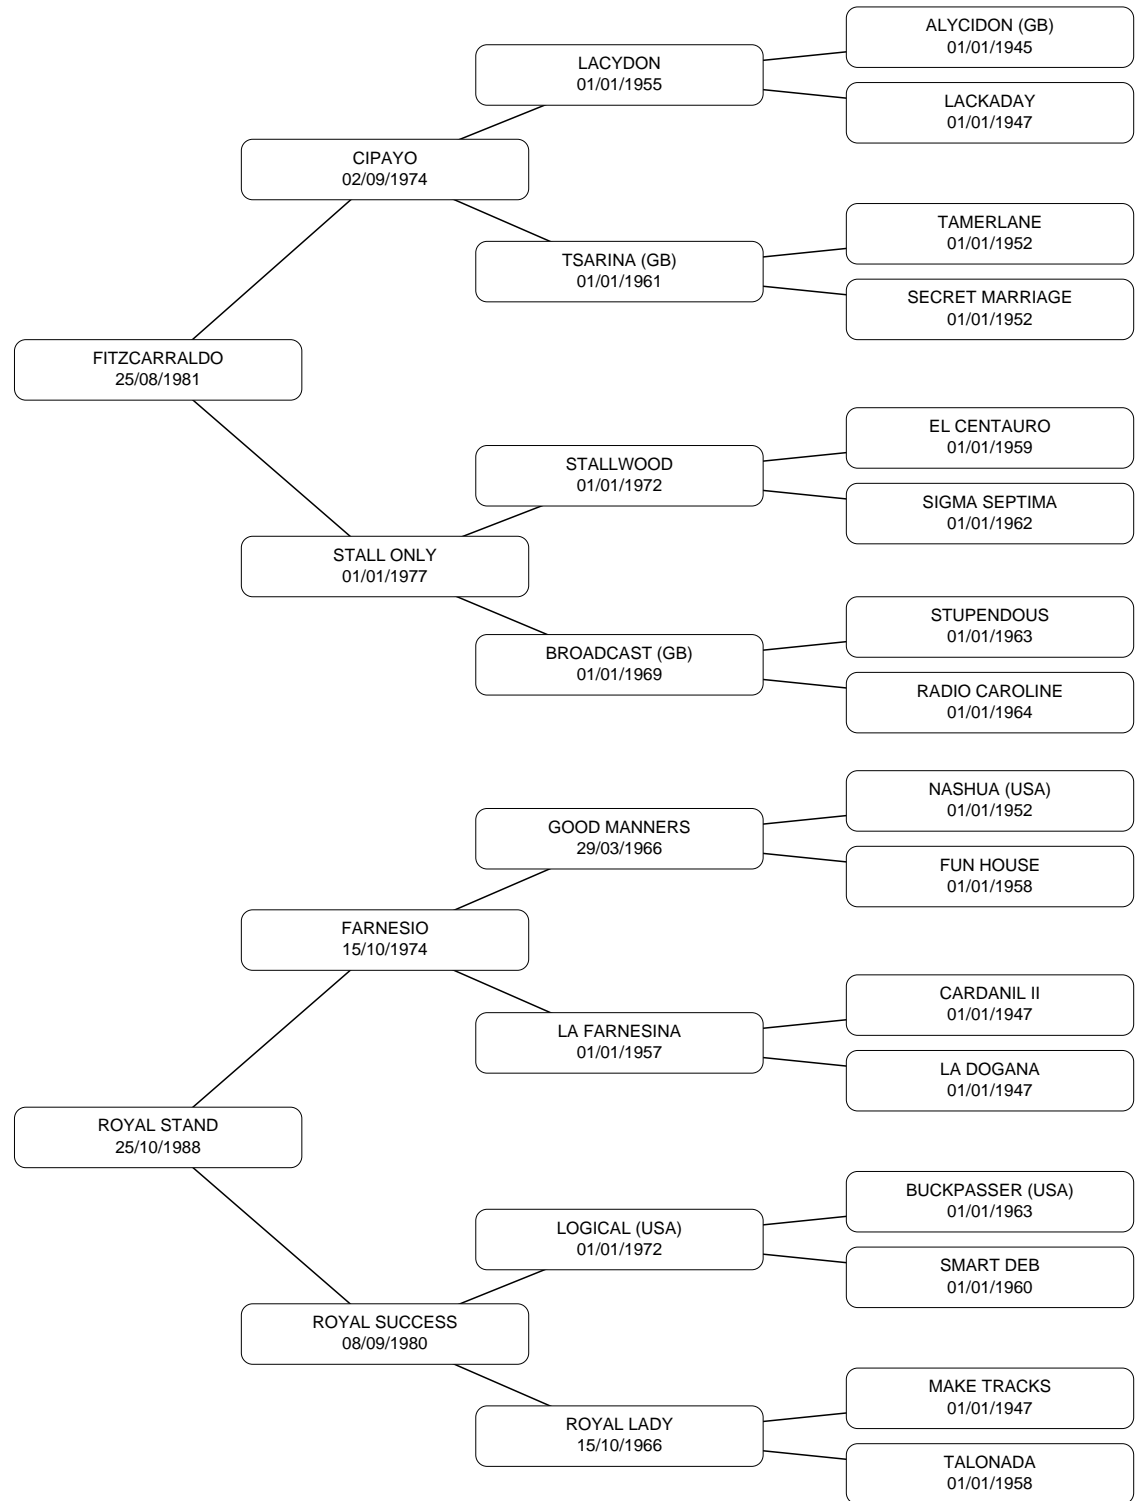 ALYCIDON (GB)
01/01/1945
LACYDON
01/01/1955
LACKADAY
01/01/1947
CIPAYO
02/09/1974
TAMERLANE
01/01/1952
TSARINA (GB)
01/01/1961
SECRET MARRIAGE
01/01/1952
FITZCARRALDO
25/08/1981
EL CENTAURO
01/01/1959
STALLWOOD
01/01/1972
SIGMA SEPTIMA
01/01/1962
STALL ONLY
01/01/1977
STUPENDOUS
01/01/1963
BROADCAST (GB)
01/01/1969
RADIO CAROLINE
01/01/1964
NASHUA (USA)
01/01/1952
GOOD MANNERS
29/03/1966
FUN HOUSE
01/01/1958
FARNESIO
15/10/1974
CARDANIL II
01/01/1947
LA FARNESINA
01/01/1957
LA DOGANA
01/01/1947
ROYAL STAND
25/10/1988
BUCKPASSER (USA)
01/01/1963
LOGICAL (USA)
01/01/1972
SMART DEB
01/01/1960
ROYAL SUCCESS
08/09/1980
MAKE TRACKS
01/01/1947
ROYAL LADY
15/10/1966
TALONADA
01/01/1958